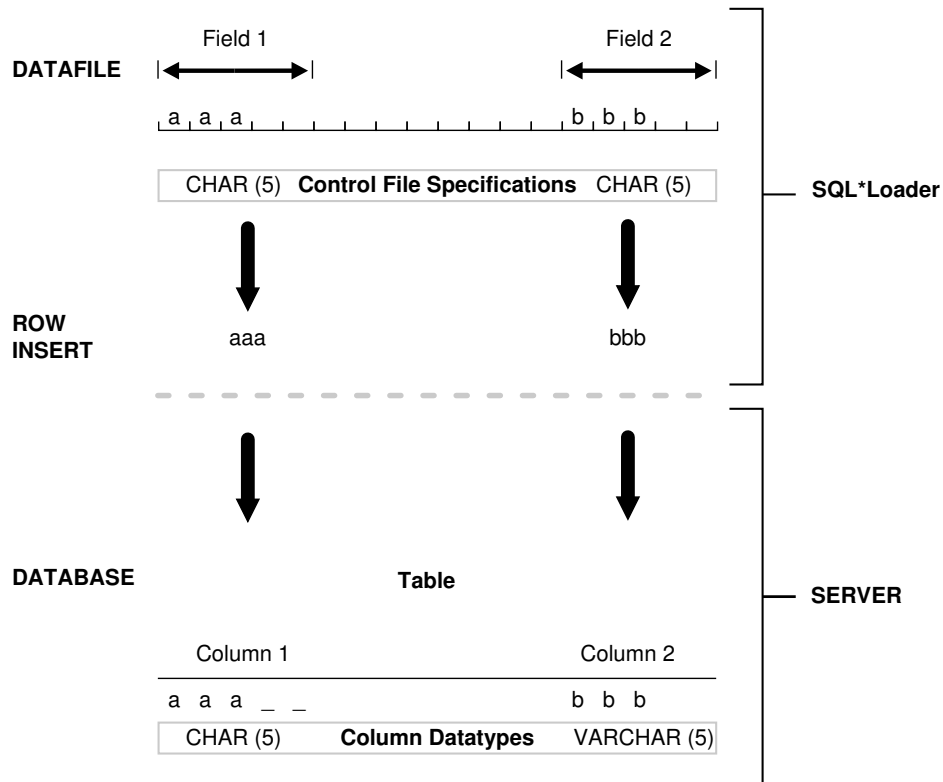 Field 1 Field 2
DATAFILE
a a a b b b
CHAR (5) Control File Specifications CHAR (5)
SQL*Loader
ROW
INSERT
aaa bbb
DATABASE Table
SERVER
Column 1 Column 2
a a a _ _ b b b
CHAR (5) Column Datatypes VARCHAR (5)